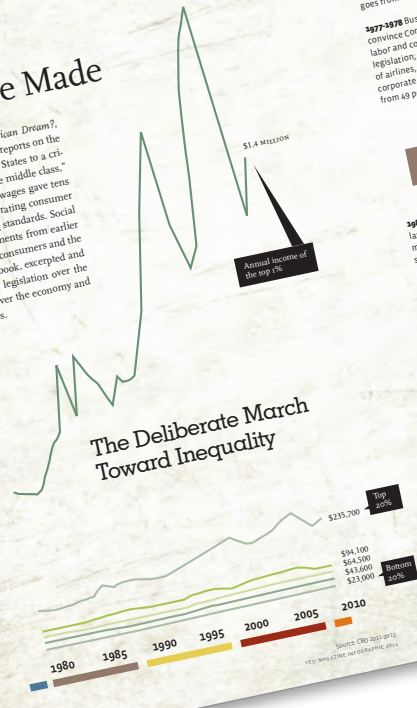 goes from
1977-1978 Bus
convince Con
labor and co
legislation;
of airlines,
corporate
from 49 p
e Made
ican Dream?,
reports on the
States to a cri-
e middle class,"
wages gave tens
rating consumer
standards. Social
ments from earlier
consumers and the
book, excerpted and
legislation over the
ver the economy and
s.
$1.4 MILLION
Annual income of
the top 1%
198
la
m
s
The Deliberate March
Toward Inequality
$235,700
Top
20%
$94,100
$64,500
$43,600
$23,000
Bottom
20%
1980
1985
1990
1995
2000
2005
2010
Source: CBO 2011-2013
YES! MAGAZINE INFOGRAPHIC 2014